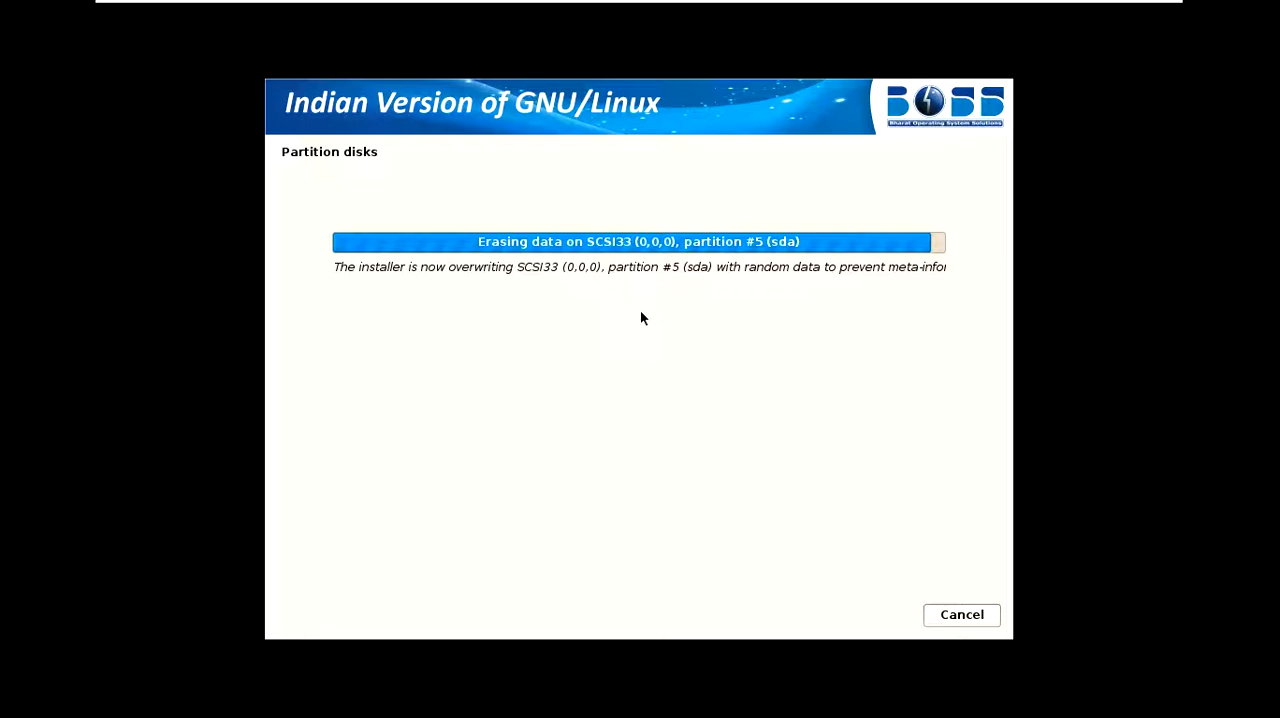 Indian Version of GNU/Linux
BOSS
Bharat Operating System Solutions
Partition disks
Erasing data on SCSI33 (0,0,0), partition #5 (sda)
The installer is now overwriting SCSI33 (0,0,0), partition #5 (sda) with random data to prevent meta-infor
Cancel